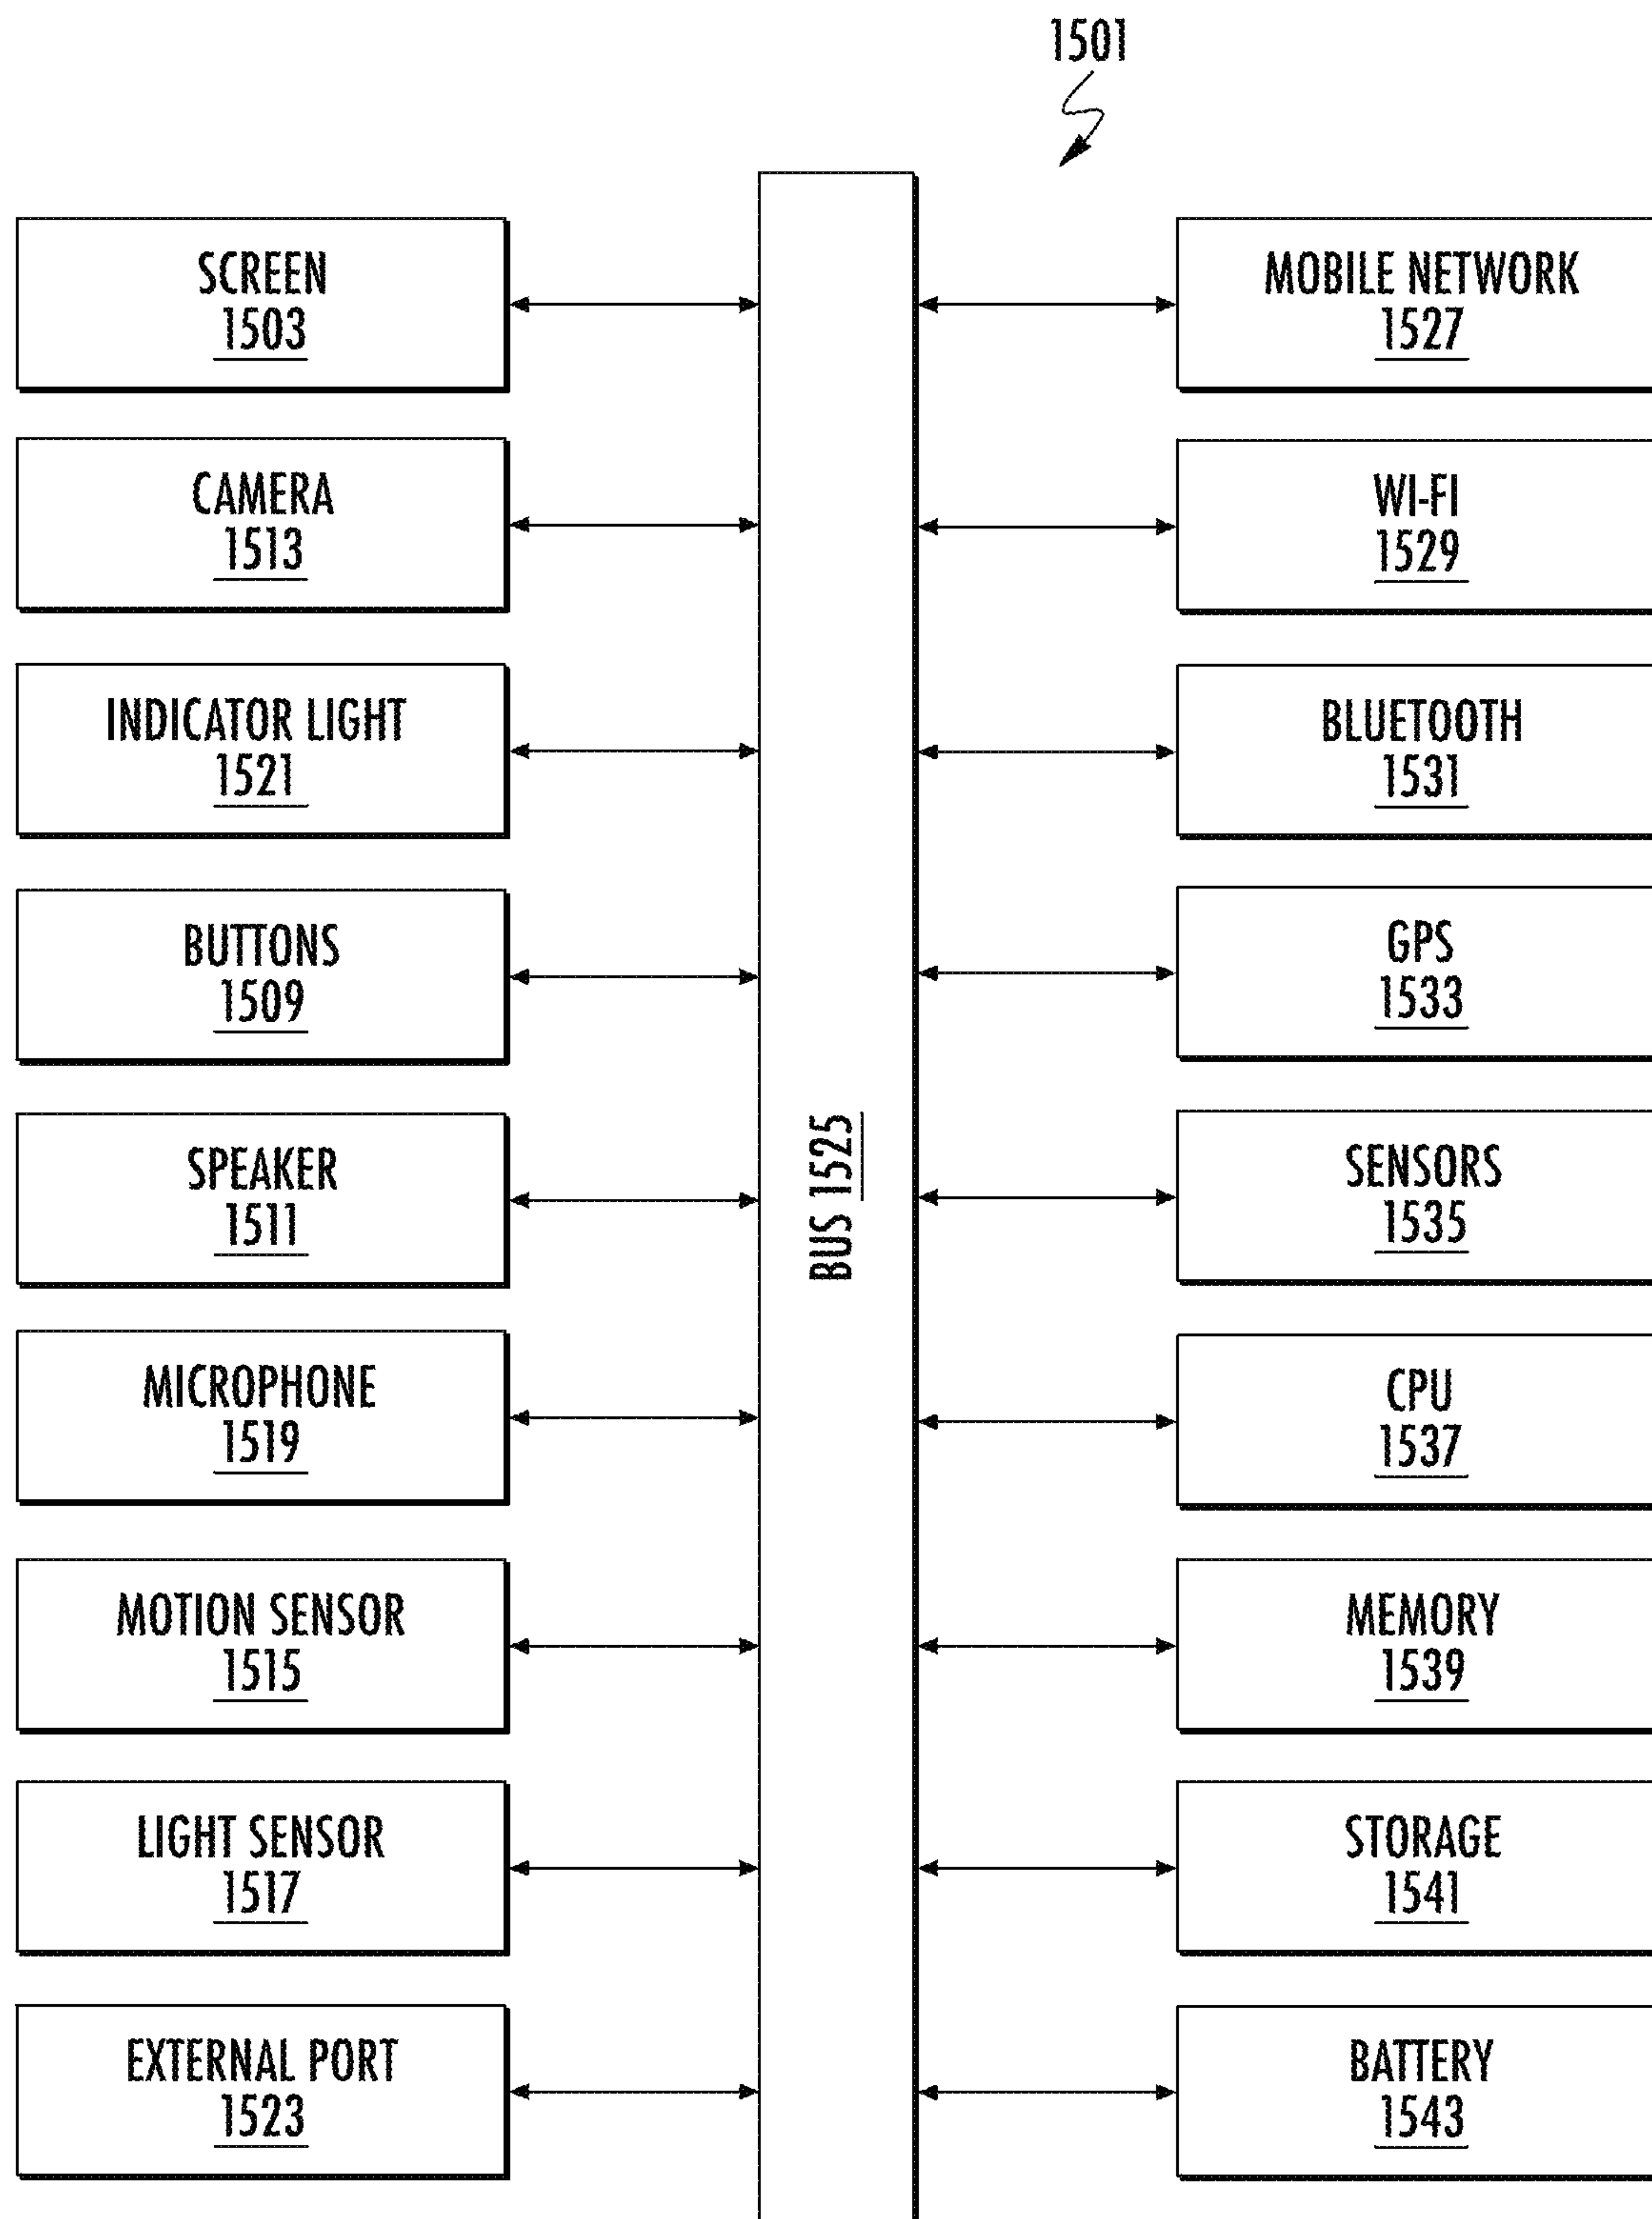 1501
SCREEN
1503
CAMERA
1513
INDICATOR LIGHT
1521
BUTTONS
1509
SPEAKER
1511
MICROPHONE
1519
MOTION SENSOR
1515
LIGHT SENSOR
1517
EXTERNAL PORT
1523
BUS 1525
MOBILE NETWORK
1527
WI-FI
1529
BLUETOOTH
1531
GPS
1533
SENSORS
1535
CPU
1537
MEMORY
1539
STORAGE
1541
BATTERY
1543